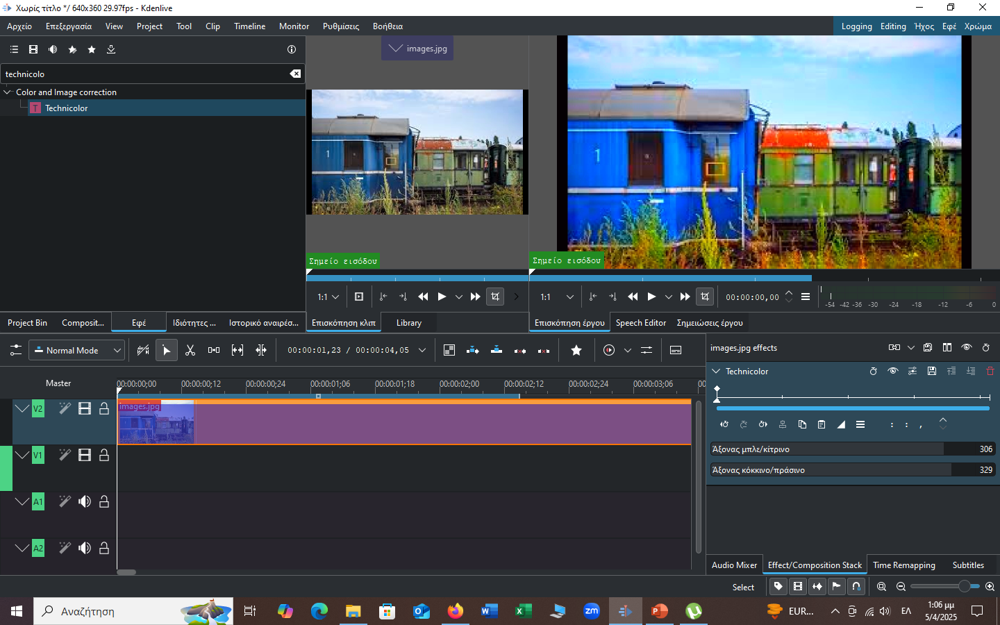 Χωρίς τίτλο */ 640x360 29.97fps - Kdenlive
Αρχείο Επεξεργασία View Project Tool Clip Timeline Monitor Ρυθμίσεις Βοήθεια Logging Editing Ήχος Εφέ Χρώμα
images.jpg
technicolo
Color and Image correction
T Technicolor
1
1
Σημείο εισόδου
Σημείο εισόδου
1:1
1:1 00:00:00,00
-54 -42 -36 -30 -24 -18 -12 -6 0
Project Bin Composit... Εφέ Ιδιότητες ... Ιστορικό αναιρέσ... Επισκόπηση κλιπ Library Επισκόπηση έργου Speech Editor Σημειώσεις έργου
Normal Mode 00:00:01,23 / 00:00:04,05
images.jpg effects
Technicolor
Master 00:00:00;00 00:00:00;12 00:00:00;24 00:00:01;06 00:00:01;18 00:00:02;00 00:00:02;12 00:00:02;24 00:00:03;06 00
V2 images.jpg
: : ,
Άξονας μπλε/κίτρινο 306
V1
Άξονας κόκκινο/πράσινο 329
A1
A2
Audio Mixer Effect/Composition Stack Time Remapping Subtitles
Select
Αναζήτηση
zm
EUR...
ΕΛ
1:06 μμ
5/4/2025